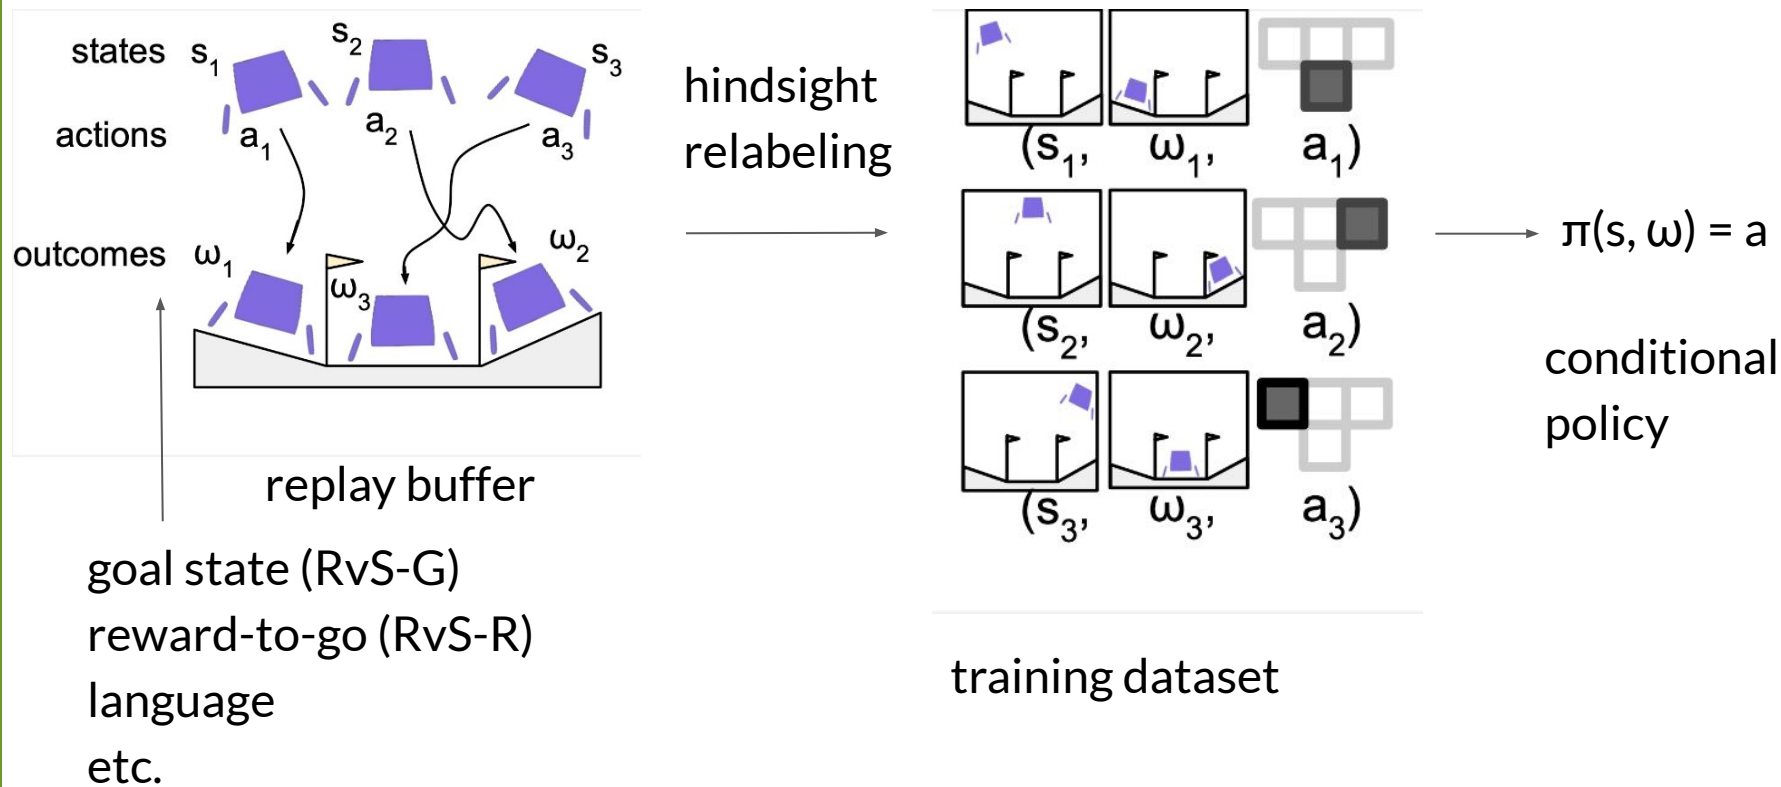 states s₁ s₂ s₃
actions a₁ a₂ a₃
outcomes ω₁ ω₃ ω₂
replay buffer
goal state (RvS-G)
reward-to-go (RvS-R)
language
etc.
hindsight
relabeling
(s₁, ω₁, a₁)
(s₂, ω₂, a₂)
(s₃, ω₃, a₃)
training dataset
π(s, ω) = a
conditional
policy